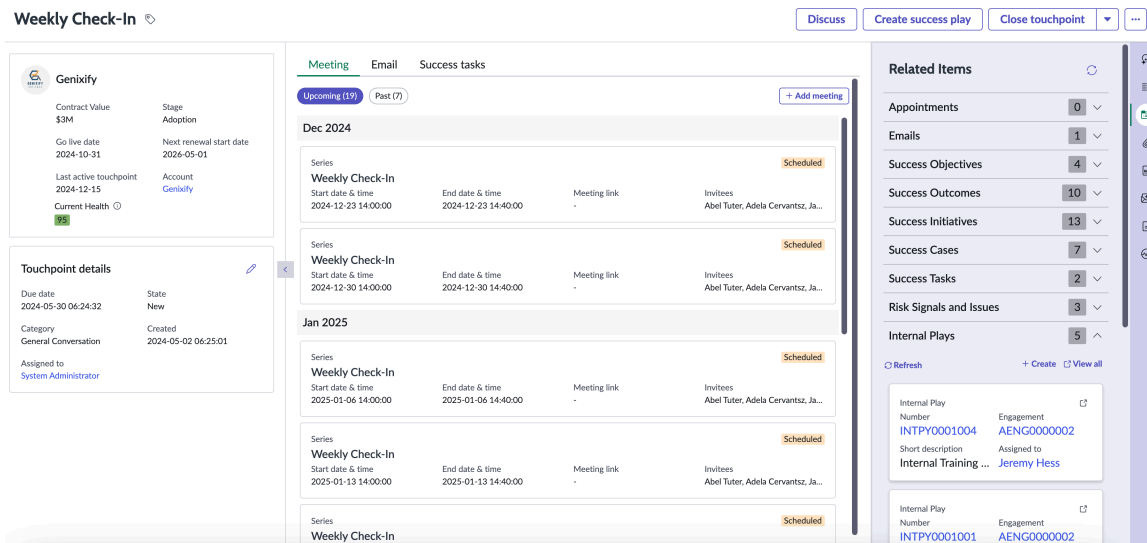 Weekly Check-In
Discuss
Create success play
Close touchpoint
Genixify
Contract Value
$3M
Stage
Adoption
Go live date
2024-10-31
Next renewal start date
2026-05-01
Last active touchpoint
2024-12-15
Account
Genixify
Current Health
95
Touchpoint details
Due date
2024-05-30 06:24:32
State
New
Category
General Conversation
Created
2024-05-02 06:25:01
Assigned to
System Administrator
Meeting Email Success tasks
Upcoming (19) Past (7) + Add meeting
Dec 2024
Series Scheduled
Weekly Check-In
Start date & time End date & time Meeting link Invitees
2024-12-23 14:00:00 2024-12-23 14:40:00 - Abel Tuter, Adela Cervantsz, Ja...
Series Scheduled
Weekly Check-In
Start date & time End date & time Meeting link Invitees
2024-12-30 14:00:00 2024-12-30 14:40:00 - Abel Tuter, Adela Cervantsz, Ja...
Jan 2025
Series Scheduled
Weekly Check-In
Start date & time End date & time Meeting link Invitees
2025-01-06 14:00:00 2025-01-06 14:40:00 - Abel Tuter, Adela Cervantsz, Ja...
Series Scheduled
Weekly Check-In
Start date & time End date & time Meeting link Invitees
2025-01-13 14:00:00 2025-01-13 14:40:00 - Abel Tuter, Adela Cervantsz, Ja...
Series Scheduled
Weekly Check-In
Related Items
Appointments 0
Emails 1
Success Objectives 4
Success Outcomes 10
Success Initiatives 13
Success Cases 7
Success Tasks 2
Risk Signals and Issues 3
Internal Plays 5
Refresh + Create View all
Internal Play
Number Engagement
INTPY0001004 AENG0000002
Short description Assigned to
Internal Training ... Jeremy Hess
Internal Play
Number Engagement
INTPY0001001 AENG0000002